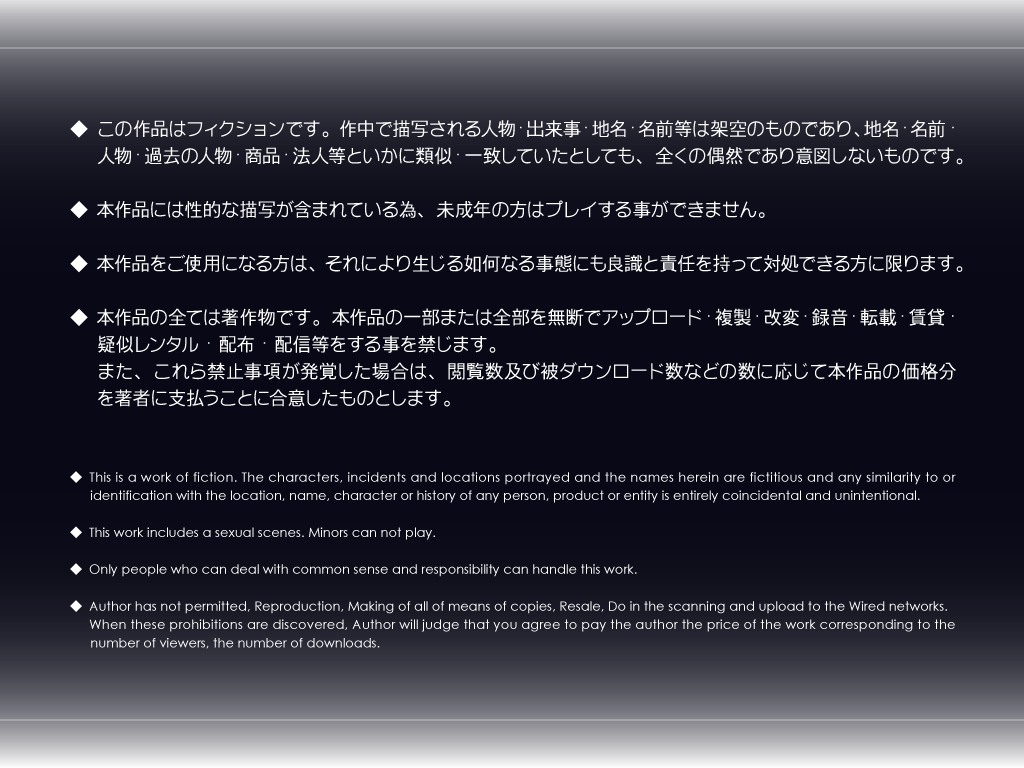 ◆ この作品はフィクションです。作中で描写される人物·出来事·地名·名前等は架空のものであり、地名·名前·
人物·過去の人物·商品·法人等といかに類似·一致していたとしても、全くの偶然であり意図しないものです。
◆ 本作品には性的な描写が含まれている為、未成年の方はプレイする事ができません。
◆ 本作品をご使用になる方は、それにより生じる如何なる事態にも良識と責任を持って対処できる方に限ります。
◆ 本作品の全ては著作物です。本作品の一部または全部を無断でアップロード·複製·改変·録音·転載·賃貸·
疑似レンタル·配布·配信等をする事を禁じます。
また、これら禁止事項が発覚した場合は、閲覧数及び被ダウンロード数などの数に応じて本作品の価格分
を著者に支払うことに合意したものとします。
◆ This is a work of fiction. The characters, incidents and locations portrayed and the names herein are fictitious and any similarity to or
identification with the location, name, character or history of any person, product or entity is entirely coincidental and unintentional.
◆ This work includes a sexual scenes. Minors can not play.
◆ Only people who can deal with common sense and responsibility can handle this work.
◆ Author has not permitted, Reproduction, Making of all of means of copies, Resale, Do in the scanning and upload to the Wired networks.
When these prohibitions are discovered, Author will judge that you agree to pay the author the price of the work corresponding to the
number of viewers, the number of downloads.